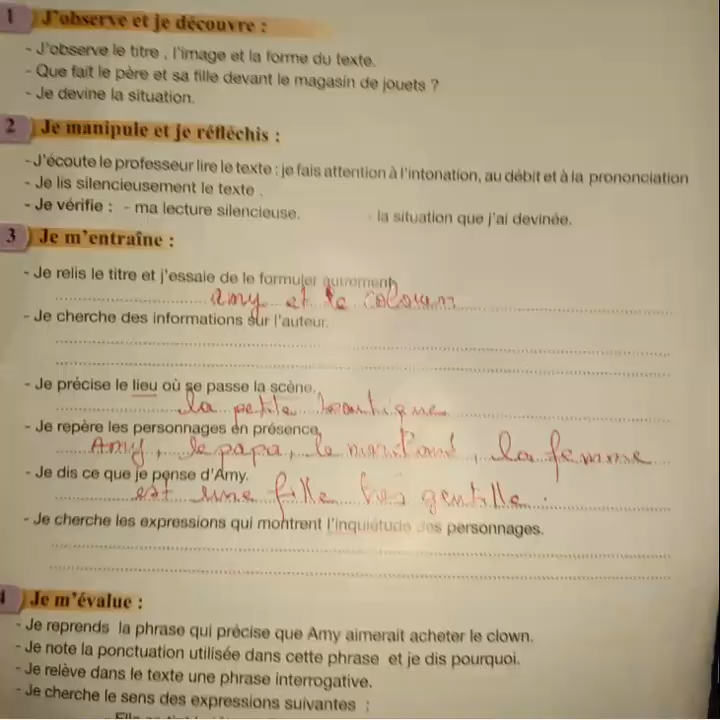 1 J'observe et je découvre :
- J'observe le titre , l'image et la forme du texte.
- Que fait le père et sa fille devant le magasin de jouets ?
- Je devine la situation.
2 Je manipule et je réfléchis :
- J'écoute le professeur lire le texte : je fais attention à l'intonation, au débit et à la prononciation
- Je lis silencieusement le texte .
- Je vérifie : - ma lecture silencieuse. - la situation que j'ai devinée.
3 Je m'entraîne :
- Je relis le titre et j'essaie de le formuler autrement.
amy et le coloun
- Je cherche des informations sur l'auteur.
- Je précise le lieu où se passe la scène.
la petite boutique
- Je repère les personnages en présence.
Amy, le papa, le marchand, la femme
- Je dis ce que je pense d'Amy.
est une fille très gentille.
- Je cherche les expressions qui montrent l'inquiétude des personnages.
4 Je m'évalue :
- Je reprends la phrase qui précise que Amy aimerait acheter le clown.
- Je note la ponctuation utilisée dans cette phrase et je dis pourquoi.
- Je relève dans le texte une phrase interrogative.
- Je cherche le sens des expressions suivantes :